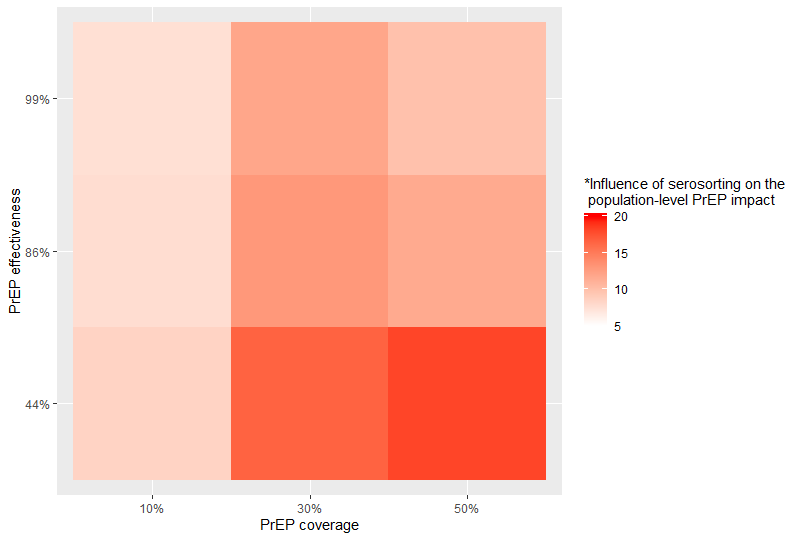 99%
86%
44%
PrEP effectiveness
10%
30%
50%
PrEP coverage
*Influence of serosorting on the
population-level PrEP impact
20
15
10
5